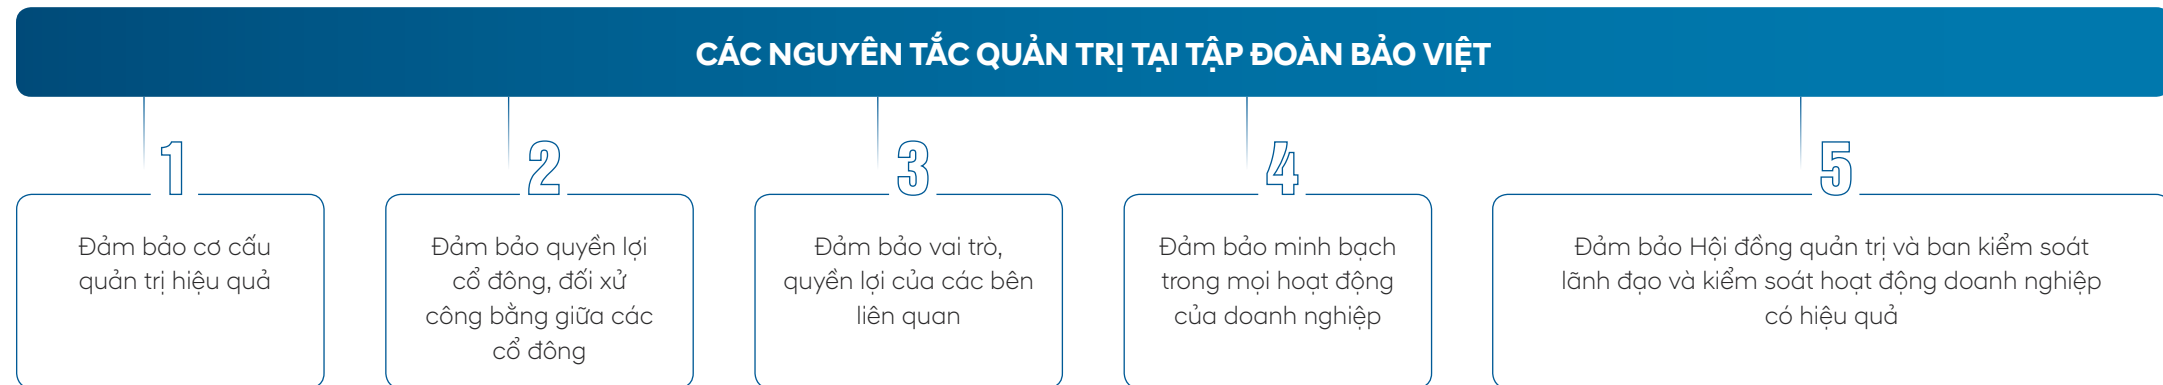 CÁC NGUYÊN TẮC QUẢN TRỊ TẠI TẬP ĐOÀN BẢO VIỆT
1
Đảm bảo cơ cấu
quản trị hiệu quả
2
Đảm bảo quyền lợi
cổ đông, đối xử
công bằng giữa các
cổ đông
3
Đảm bảo vai trò,
quyền lợi của các bên
liên quan
4
Đảm bảo minh bạch
trong mọi hoạt động
của doanh nghiệp
5
Đảm bảo Hội đồng quản trị và ban kiểm soát
lãnh đạo và kiểm soát hoạt động doanh nghiệp
có hiệu quả